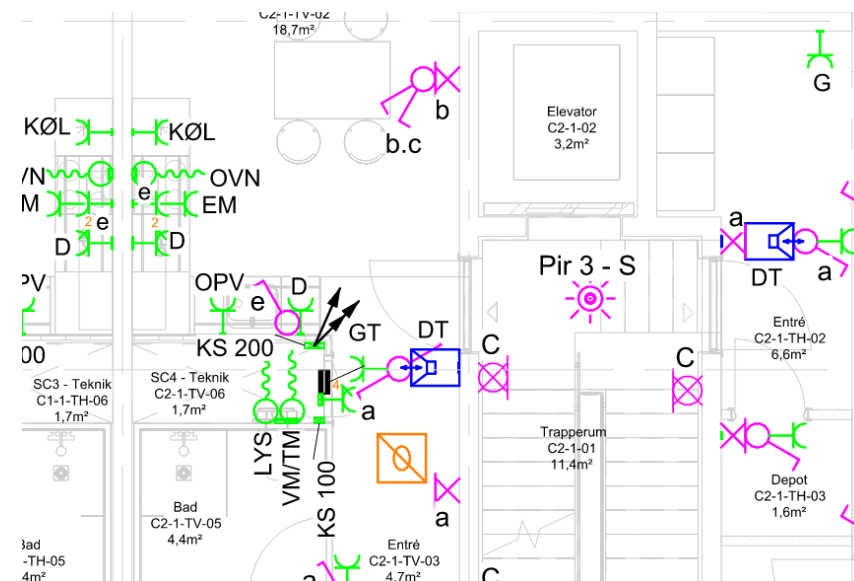 C2-1-TV-02
18,7m²
b
b.c
G
Elevator
C2-1-02
3,2m²
KØL
KØL
OVN
e
EM
e
2
2
D
D
a
DT
a
Pir 3 - S
OPV
e
D
KS 200
GT
DT
4
a
C
C
Entré
C2-1-TH-02
6,6m²
SC3 - Teknik
C1-1-TH-06
1,7m²
SC4 - Teknik
C2-1-TV-06
1,7m²
LYS
VM/TM
KS 100
Trapperum
C2-1-01
11,4m²
Depot
C2-1-TH-03
1,6m²
a
Bad
C2-1-TV-05
4,4m²
Entré
C2-1-TV-03
4,7m²
Bad
-TH-05
4m²
a
C